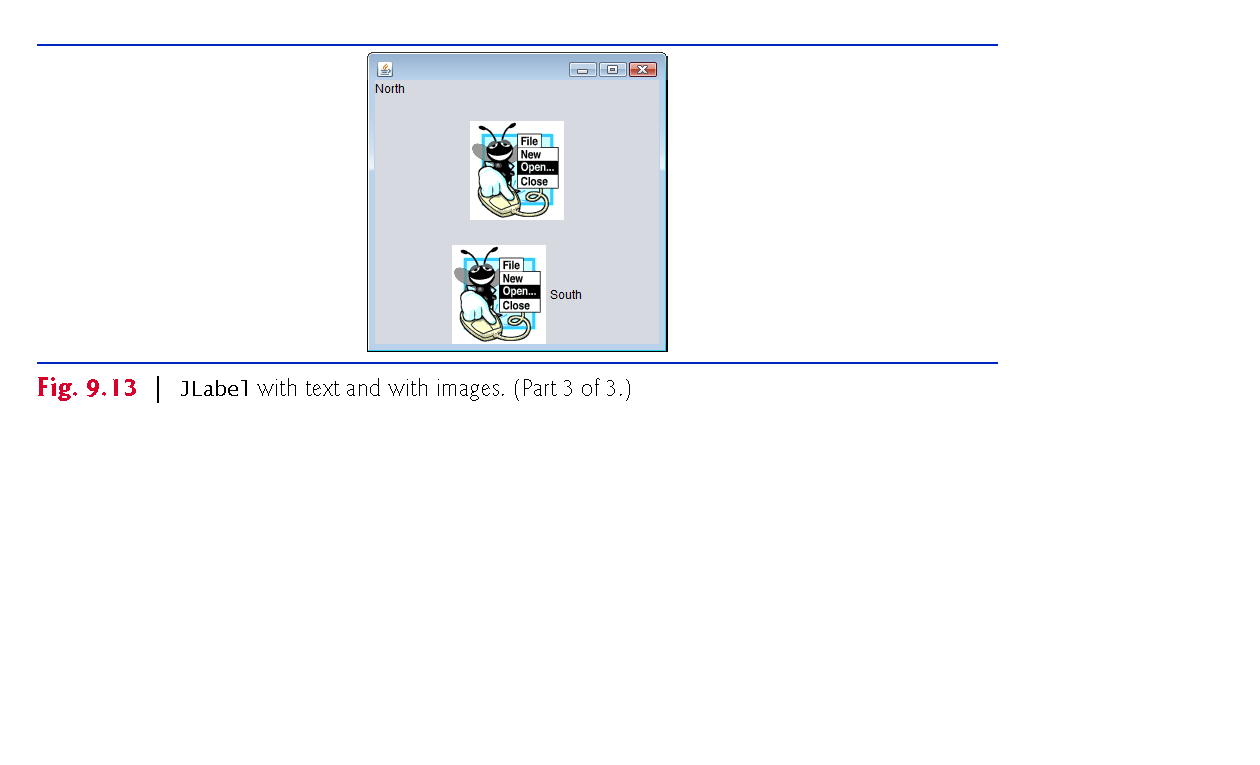 North
File
New
Open...
Close
File
New
Open...
Close
South
Fig. 9.13 | JLabel with text and with images. (Part 3 of 3.)